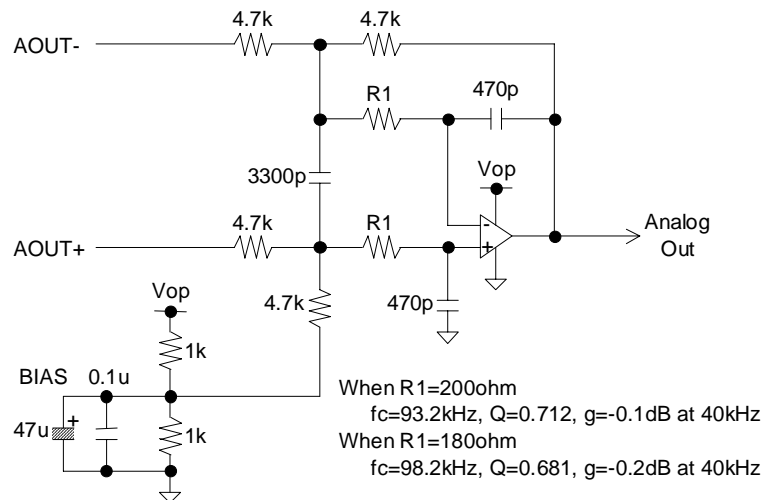 4.7k 4.7k
AOUT-
R1 470p
3300p Vop
4.7k R1 Analog
AOUT+ - + Out
Vop 4.7k 470p
1k
BIAS 0.1u
+
47u 1k
When R1=200ohm
fc=93.2kHz, Q=0.712, g=-0.1dB at 40kHz
When R1=180ohm
fc=98.2kHz, Q=0.681, g=-0.2dB at 40kHz